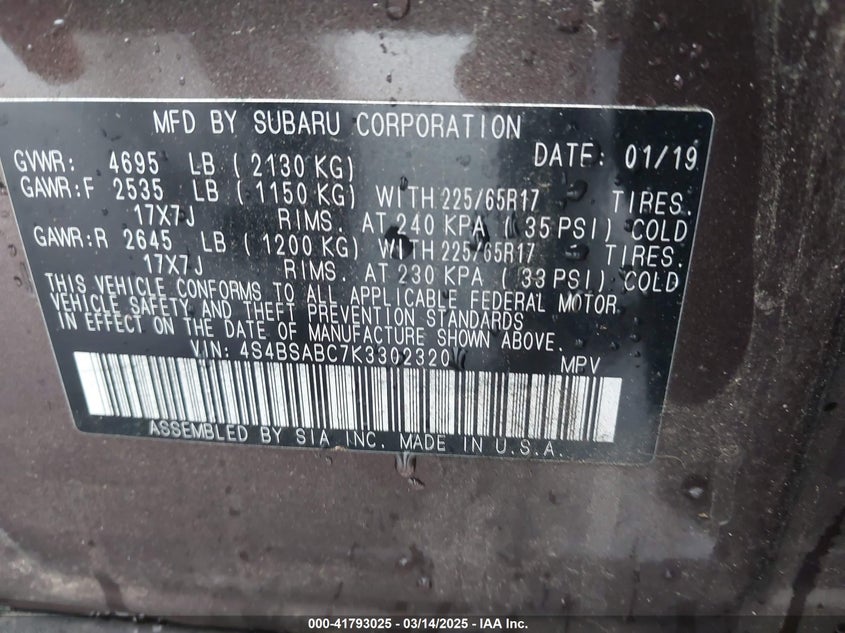 MFD BY SUBARU CORPORATION
GVWR: 4695 LB ( 2130 KG) DATE: 01/19
GAWR:F 2535 LB ( 1150 KG) WITH 225/65R17 TIRES.
17X7J RIMS. AT 240 KPA ( 35 PSI) COLD
GAWR:R 2645 LB ( 1200 KG) WITH 225/65R17 TIRES.
17X7J RIMS. AT 230 KPA ( 33 PSI) COLD
THIS VEHICLE CONFORMS TO ALL APPLICABLE FEDERAL MOTOR
VEHICLE SAFETY AND THEFT PREVENTION STANDARDS
IN EFFECT ON THE DATE OF MANUFACTURE SHOWN ABOVE.
VIN: 4S4BSABC7K3302320 MPV
ASSEMBLED BY SIA INC. MADE IN U.S.A.
000-41793025 - 03/14/2025 - IAA Inc.